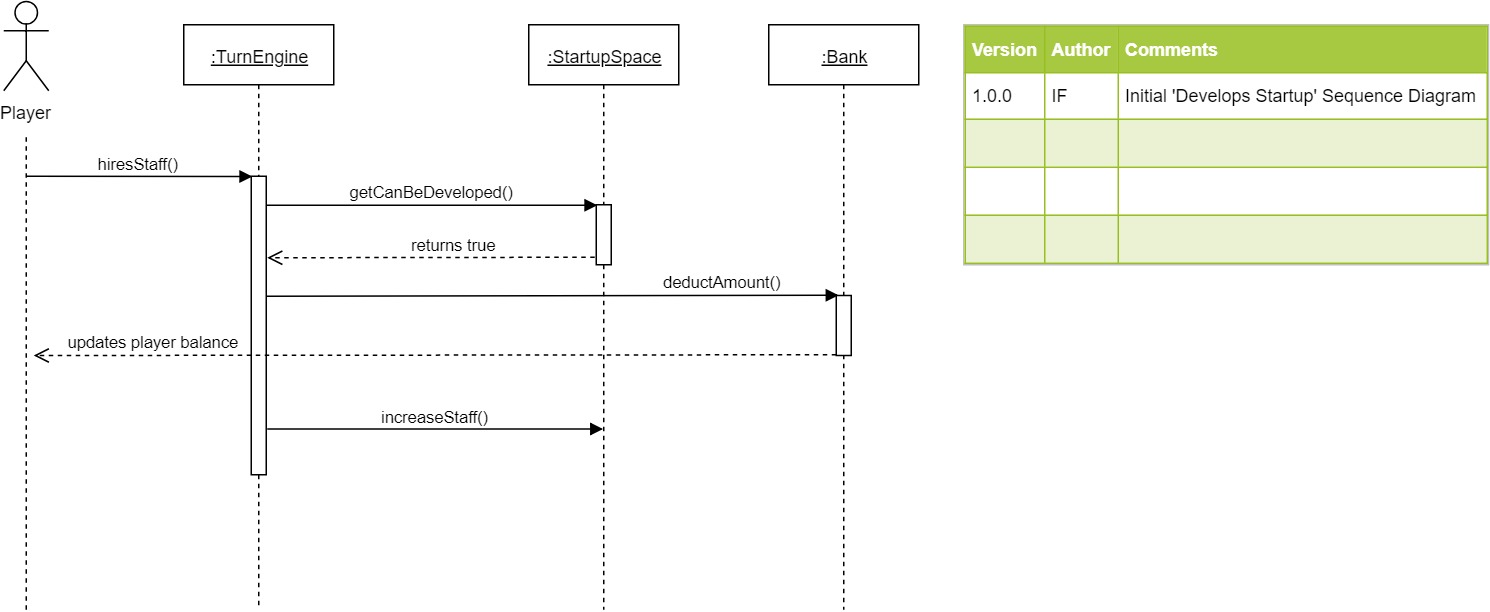 :TurnEngine
:StartupSpace
:Bank
Player
hiresStaff()
getCanBeDeveloped()
returns true
deductAmount()
updates player balance
increaseStaff()
Version Author Comments
1.0.0 IF Initial 'Develops Startup' Sequence Diagram